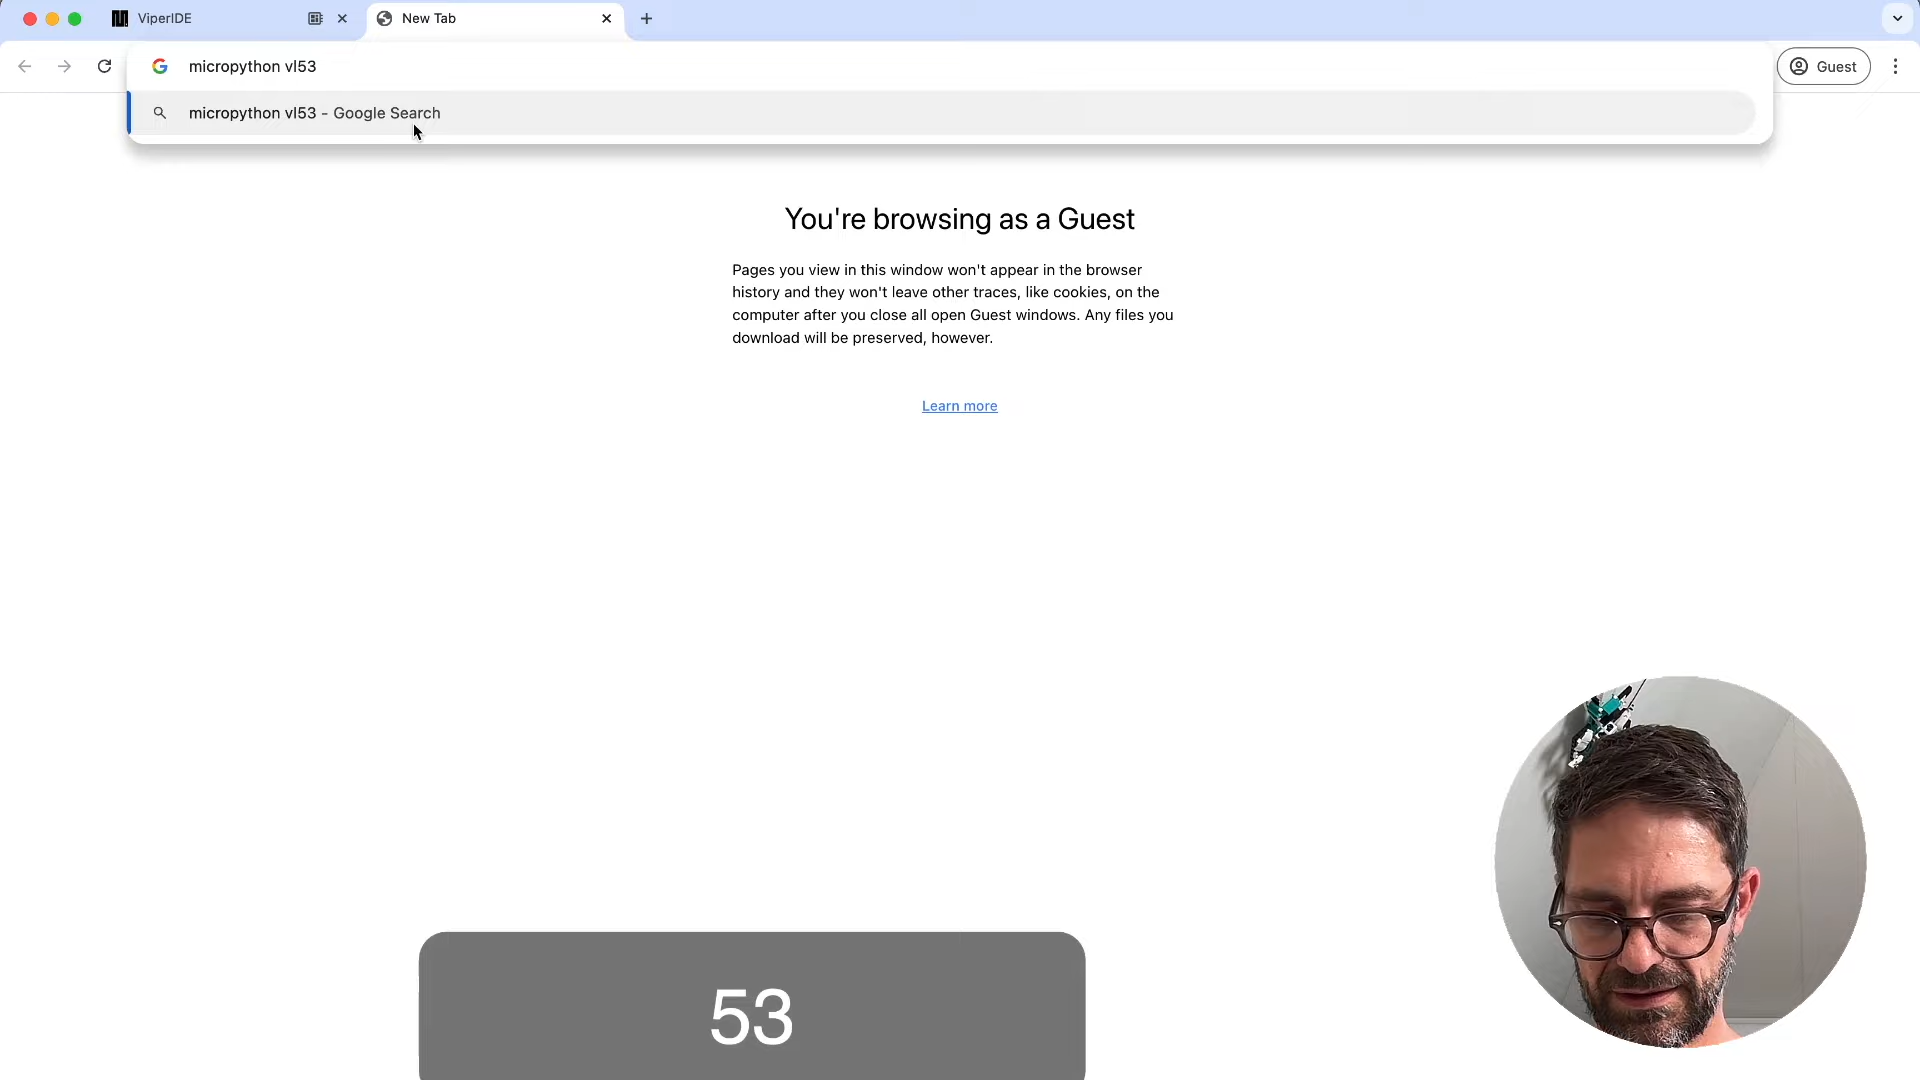 ViperIDE
New Tab
micropython vl53
Guest
micropython vl53 - Google Search
You're browsing as a Guest
Pages you view in this window won't appear in the browser
history and they won't leave other traces, like cookies, on the
computer after you close all open Guest windows. Any files you
download will be preserved, however.
Learn more
53